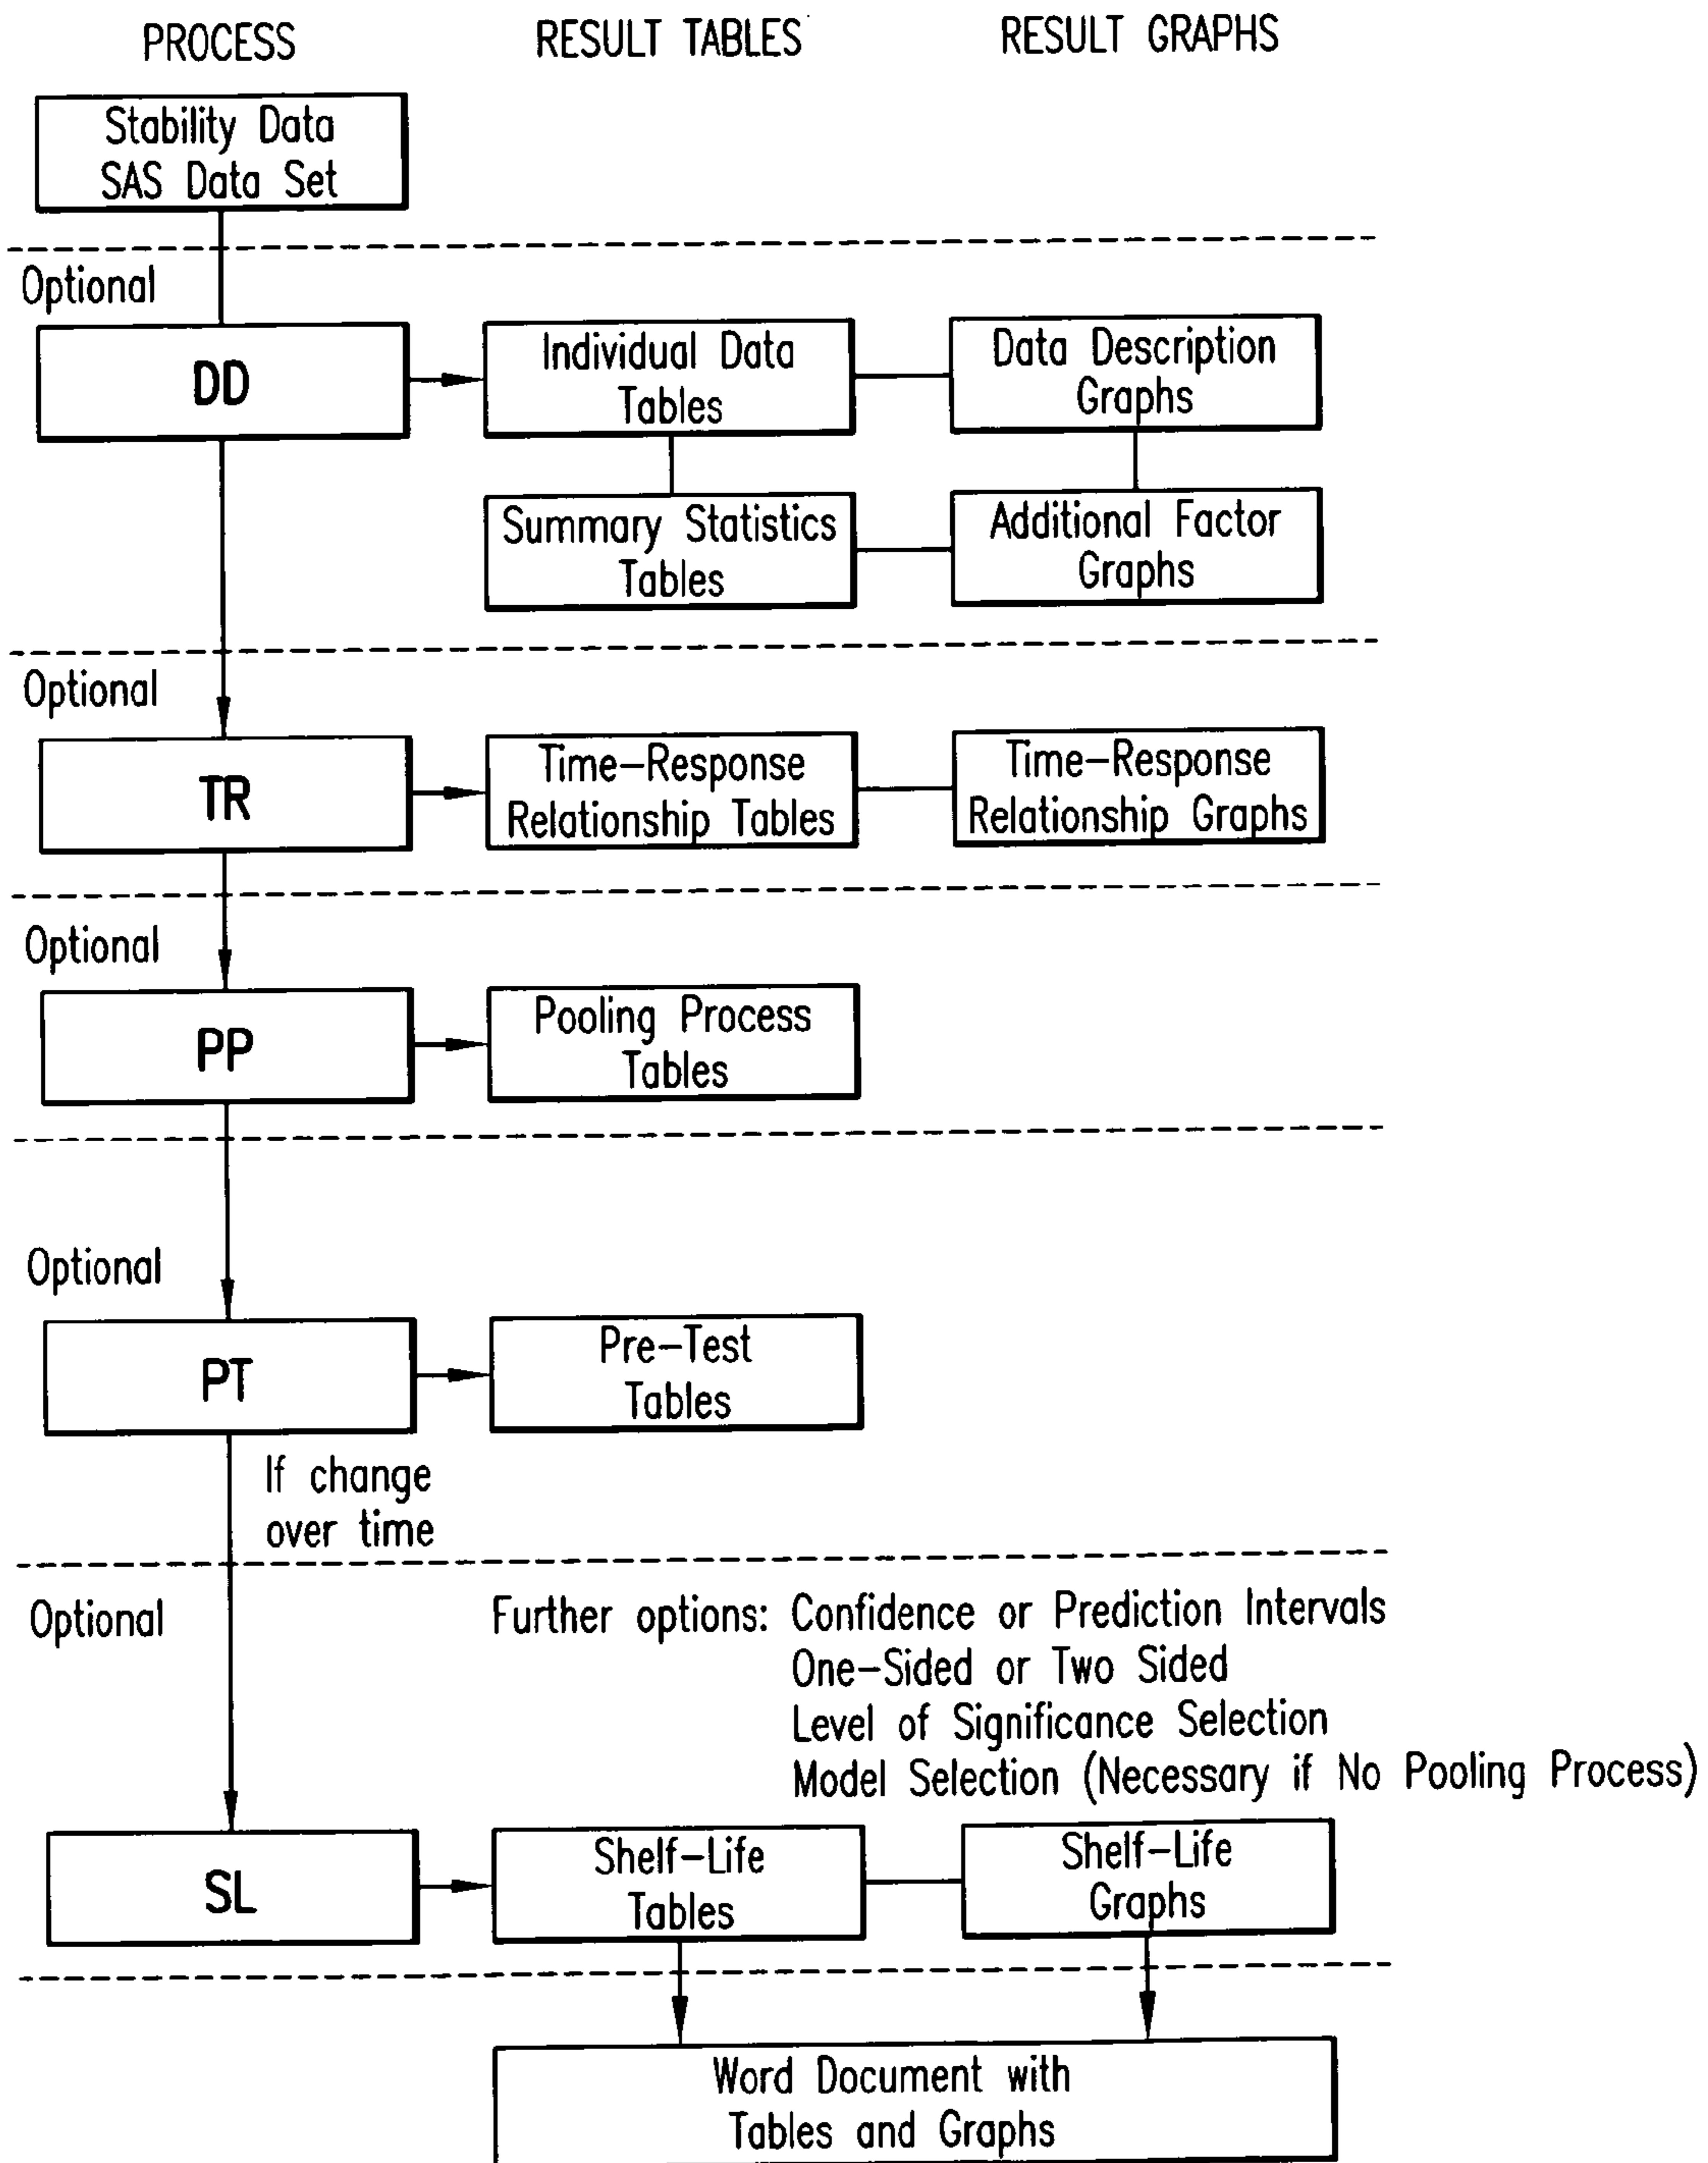 PROCESS
RESULT TABLES
RESULT GRAPHS
Stability Data
SAS Data Set
Optional
DD
Individual Data
Tables
Data Description
Graphs
Summary Statistics
Tables
Additional Factor
Graphs
Optional
TR
Time-Response
Relationship Tables
Time-Response
Relationship Graphs
Optional
PP
Pooling Process
Tables
Optional
PT
Pre-Test
Tables
If change
over time
Optional
Further options: Confidence or Prediction Intervals
One-Sided or Two Sided
Level of Significance Selection
Model Selection (Necessary if No Pooling Process)
SL
Shelf-Life
Tables
Shelf-Life
Graphs
Word Document with
Tables and Graphs